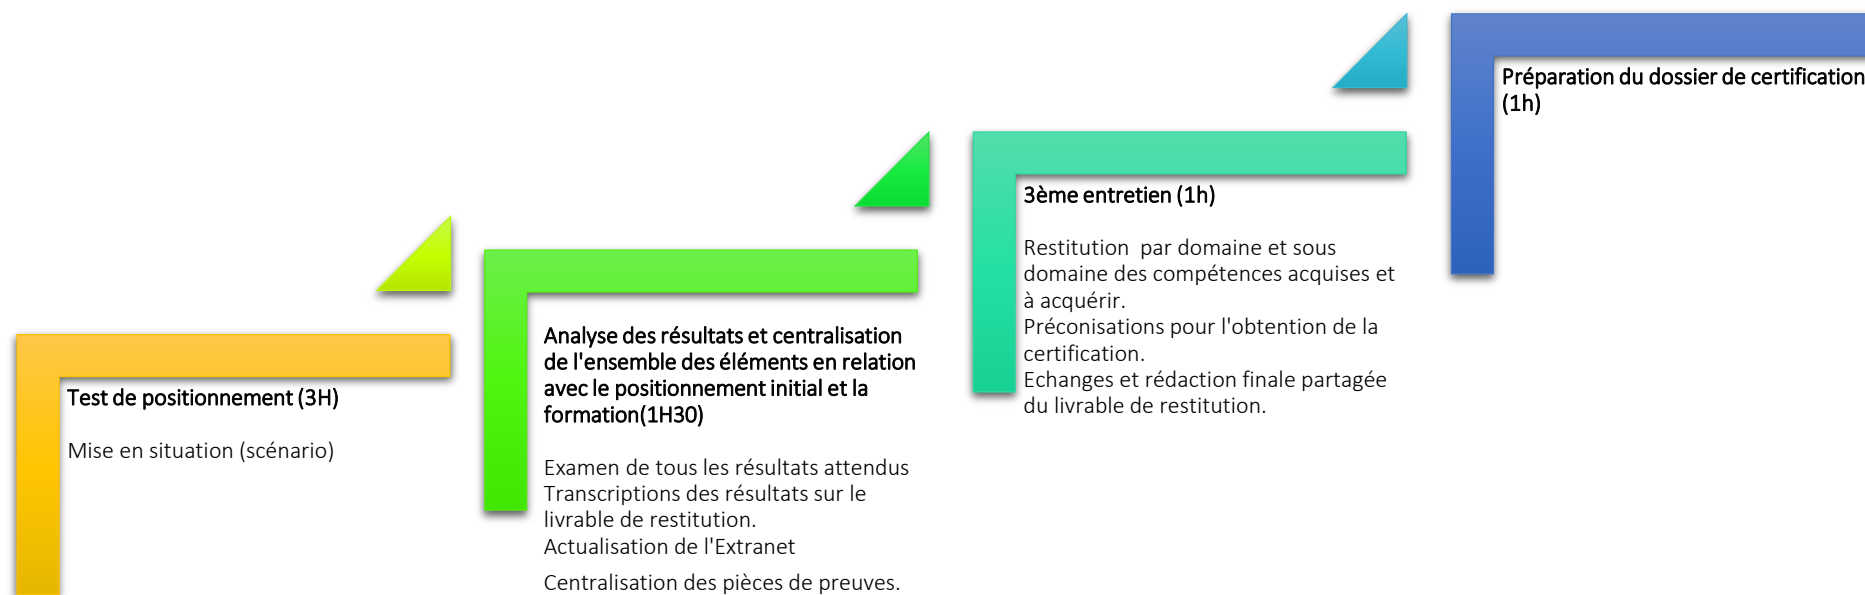 Test de positionnement (3H)
Mise en situation (scénario)
Analyse des résultats et centralisation
de l'ensemble des éléments en relation
avec le positionnement initial et la
formation(1H30)
Examen de tous les résultats attendus
Transcriptions des résultats sur le
livrable de restitution.
Actualisation de l'Extranet
Centralisation des pièces de preuves.
3ème entretien (1h)
Restitution  par domaine et sous
domaine des compétences acquises et
à acquérir.
Préconisations pour l'obtention de la
certification.
Echanges et rédaction finale partagée
du livrable de restitution.
Préparation du dossier de certification
(1h)